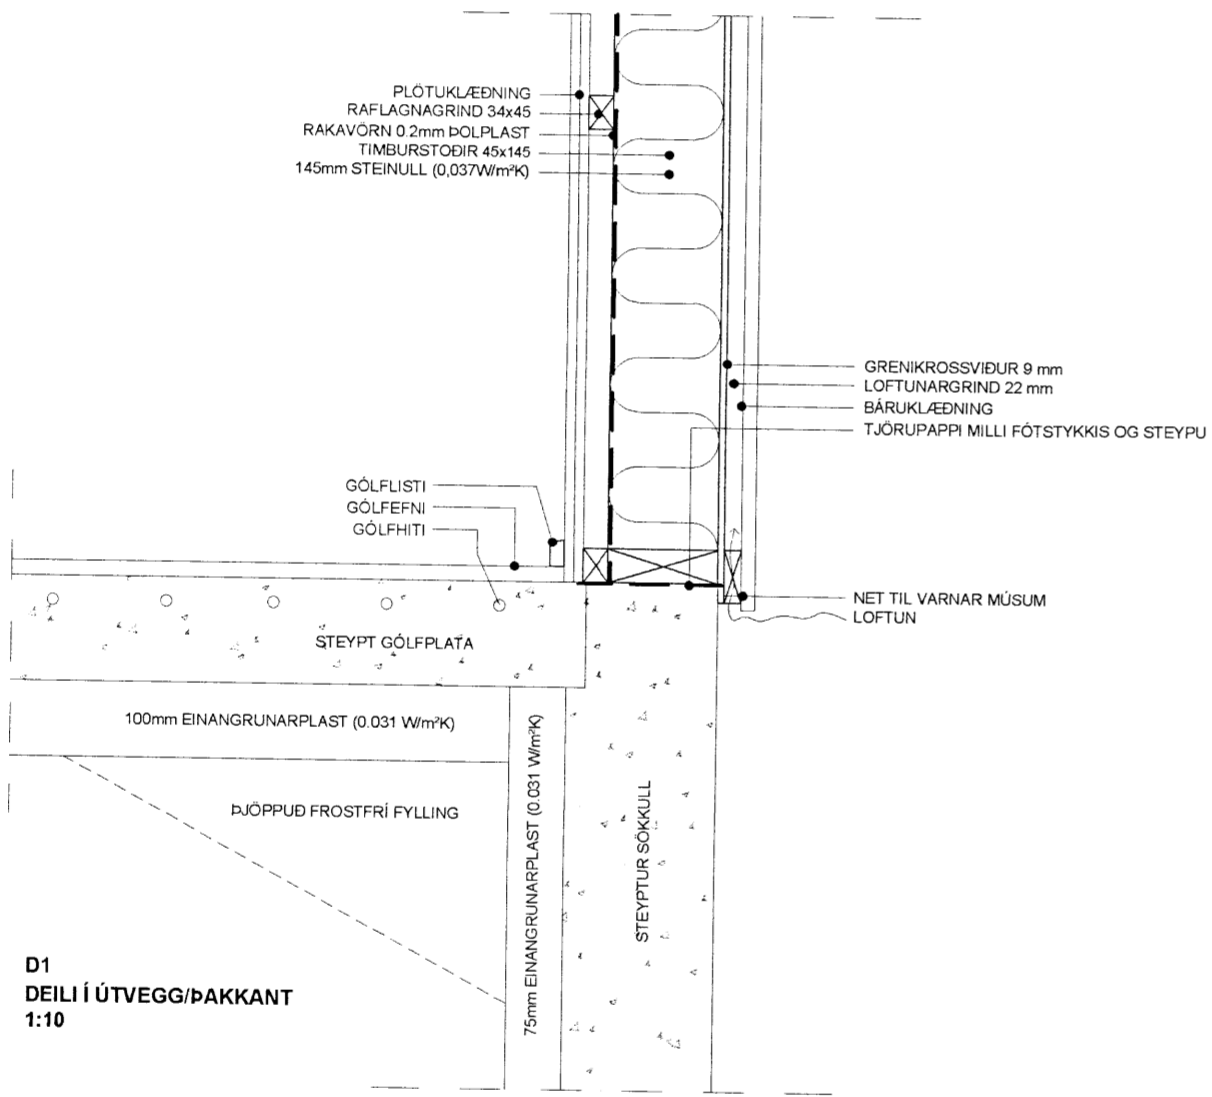 PLÖTUKLÆÐNING
RAFLAGNAGRIND 34x45
RAKAVÖRN 0.2mm ÞOLPLAST
TIMBURSTOÐIR 45x145
145mm STEINULL (0,037W/m²K)
GRENIKROSSVIÐUR 9 mm
LOFTUNARGRIND 22 mm
BÁRUKLÆÐNING
TJÖRUPAPPI MILLI FÓTSTYKKIS OG STEYPU
GÓLFLISTI
GÓLFEFNI
GÓLFHITI
NET TIL VARNAR MÚSUM
LOFTUN
STEYPT GÓLFPLATA
100mm EINANGRUNARPLAST (0.031 W/m²K)
ÞJÖPPUÐ FROSTFRÍ FYLLING
75mm EINANGRUNARPLAST (0.031 W/m²K)
STEYPTUR SÖKKULL
D1
DEILI Í ÚTVEGG/ÞAKKANT
1:10